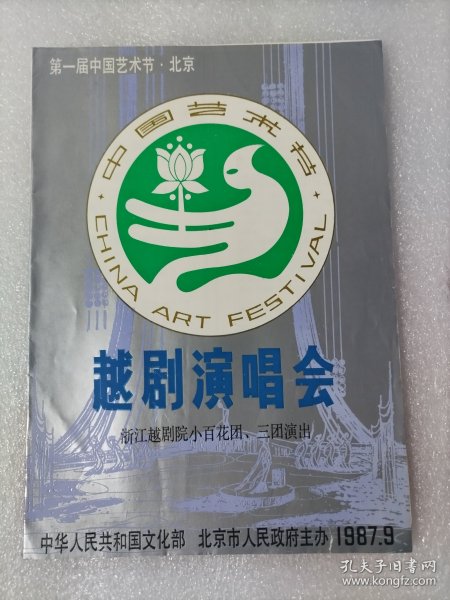 第一届中国艺术节·北京
中国艺术节
CHINA ART FESTIVAL
越剧演唱会
浙江越剧院小百花团、三团演出
中华人民共和国文化部 北京市人民政府主办 1987.9
孔夫子旧书网
www.kongfz.com